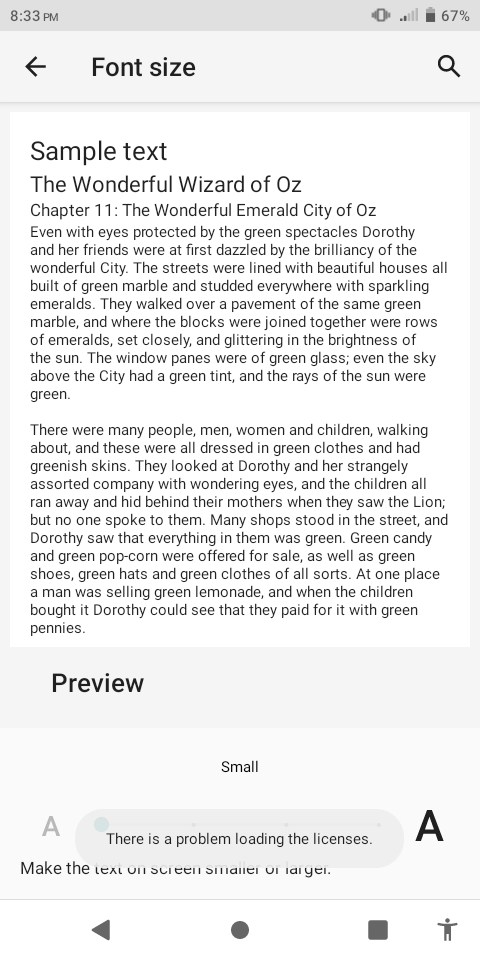 8:33 PM
67%
Font size
Sample text
The Wonderful Wizard of Oz
Chapter 11: The Wonderful Emerald City of Oz
Even with eyes protected by the green spectacles Dorothy
and her friends were at first dazzled by the brilliancy of the
wonderful City. The streets were lined with beautiful houses all
built of green marble and studded everywhere with sparkling
emeralds. They walked over a pavement of the same green
marble, and where the blocks were joined together were rows
of emeralds, set closely, and glittering in the brightness of
the sun. The window panes were of green glass; even the sky
above the City had a green tint, and the rays of the sun were
green.
There were many people, men, women and children, walking
about, and these were all dressed in green clothes and had
greenish skins. They looked at Dorothy and her strangely
assorted company with wondering eyes, and the children all
ran away and hid behind their mothers when they saw the Lion;
but no one spoke to them. Many shops stood in the street, and
Dorothy saw that everything in them was green. Green candy
and green pop-corn were offered for sale, as well as green
shoes, green hats and green clothes of all sorts. At one place
a man was selling green lemonade, and when the children
bought it Dorothy could see that they paid for it with green
pennies.
Preview
Small
A A
There is a problem loading the licenses.
Make the text on screen smaller or larger.